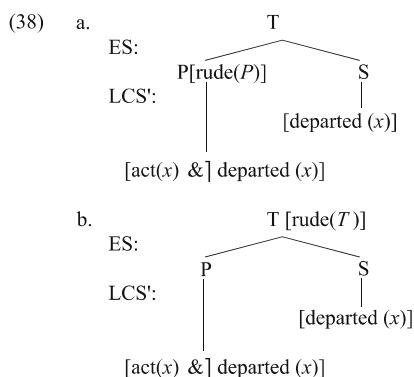 (38) a. T
ES:
P[rude(P)] S
LCS':
[departed (x)]
[act(x) &⌉ departed (x)]
b. T [rude(T)]
ES:
P S
LCS':
[departed (x)]
[act(x) &⌉ departed (x)]